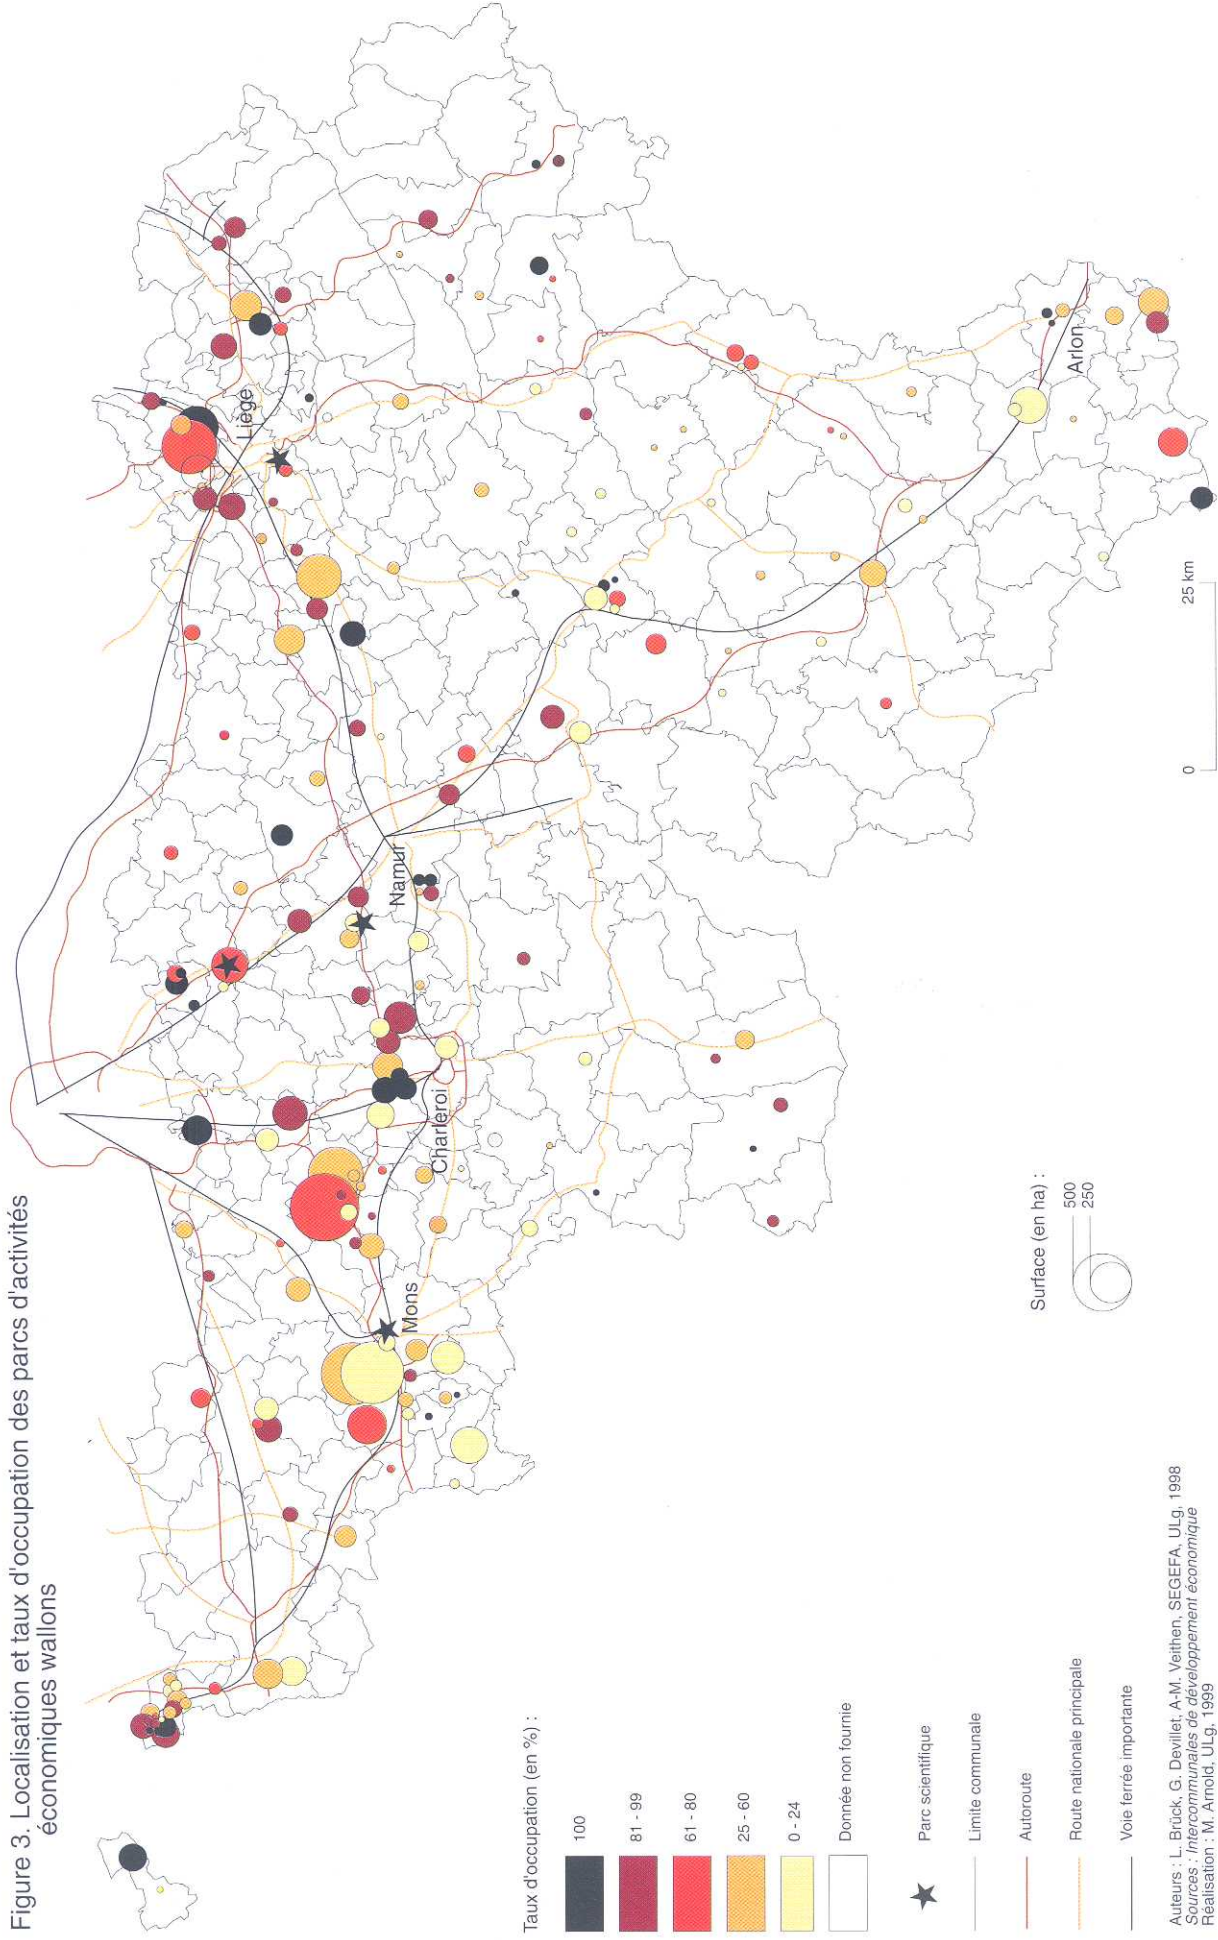 Figure 3. Localisation et taux d'occupation des parcs d'activités
économiques wallons
Liège
Namur
Charleroi
Mons
Arlon
Taux d'occupation (en %) :
100
81 - 99
61 - 80
25 - 60
0 - 24
Donnée non fournie
Parc scientifique
Limite communale
Autoroute
Route nationale principale
Voie ferrée importante
Surface (en ha) :
500
250
0 25 km
Auteurs : L. Brück, G. Devillet, A-M. Veithen, SEGEFA, ULg, 1998
Sources : Intercommunales de développement économique
Réalisation : M. Arnold, ULg, 1999